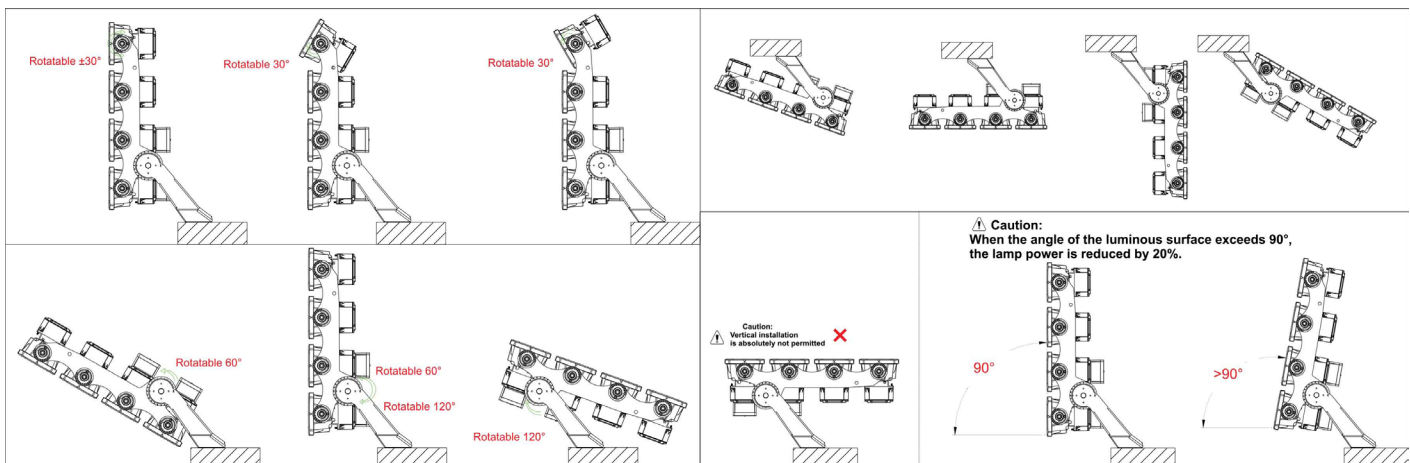 Rotatable ±30°
Rotatable 30°
Rotatable 30°
Rotatable 60°
Rotatable 60°
Rotatable 120°
Rotatable 120°
Caution:
Vertical installation
is absolutely not permitted
Caution:
When the angle of the luminous surface exceeds 90°,
the lamp power is reduced by 20%.
90°
>90°